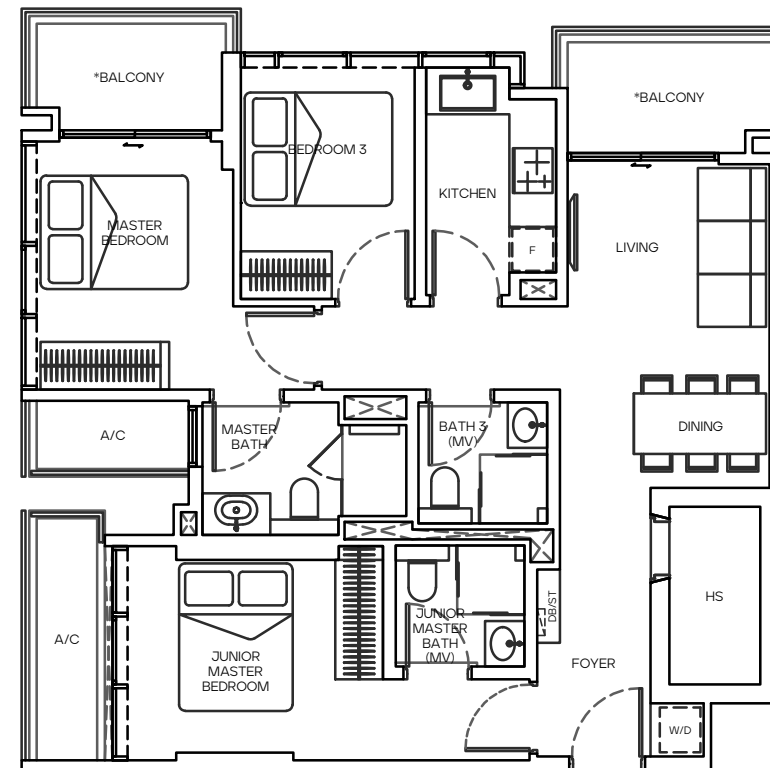 *BALCONY
*BALCONY
BEDROOM 3
KITCHEN
MASTER
BEDROOM
F
LIVING
A/C
MASTER
BATH
BATH 3
(MV)
DINING
A/C
JUNIOR
MASTER
BEDROOM
JUNIOR
MASTER
BATH
(MV)
DB/ST
HS
FOYER
W/D